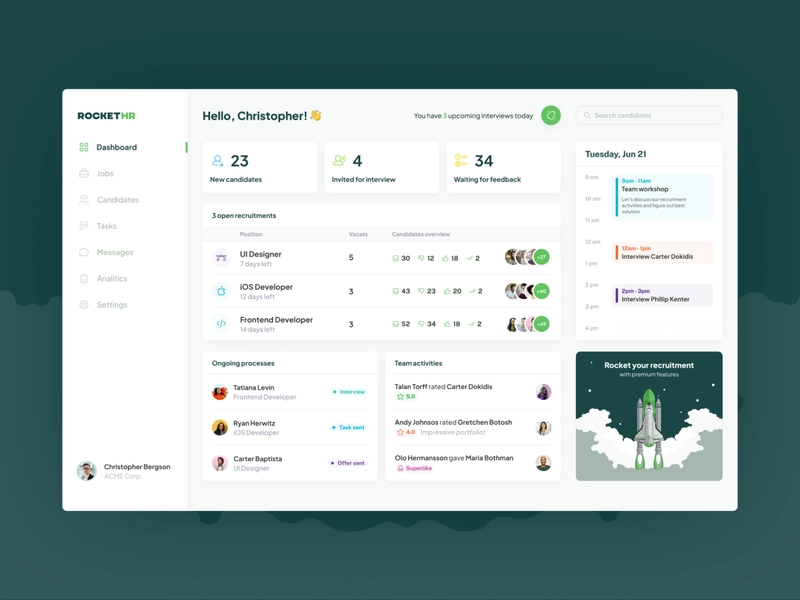 ROCKETHR
Dashboard
Jobs
Candidates
Tasks
Messages
Analitics
Settings
Christopher Bergson
ACME Corp.
Hello, Christopher! 👋
You have 3 upcoming interviews today
Search candidates
23
New candidates
4
Invited for interview
34
Waiting for feedback
3 open recruitments
Position Vacats Candidates overview
UI Designer
7 days left
5
30 12 18 2
+27
iOS Developer
12 days left
3
43 23 20 2
+40
Frontend Developer
14 days left
3
52 34 18 2
+49
Ongoing processes
Tatiana Levin
Frontend Developer
Interview
Ryan Herwitz
iOS Developer
Task sent
Carter Baptista
UI Designer
Offer sent
Team activities
Talan Torff rated Carter Dokidis
5.0
Andy Johnsos rated Gretchen Botosh
4.0 Impressive portfolio!
Olo Hermansson gave Maria Bothman
Superlike
Tuesday, Jun 21
9 am
10 am
11 am
12 am
1 pm
2 pm
3 pm
4 pm
9am - 11am
Team workshop
Let's discuss our recruitment
activities and figure out best
solution
12am - 1pm
Interview Carter Dokidis
2pm - 3pm
Interview Phillip Kenter
Rocket your recruitment
with premium features